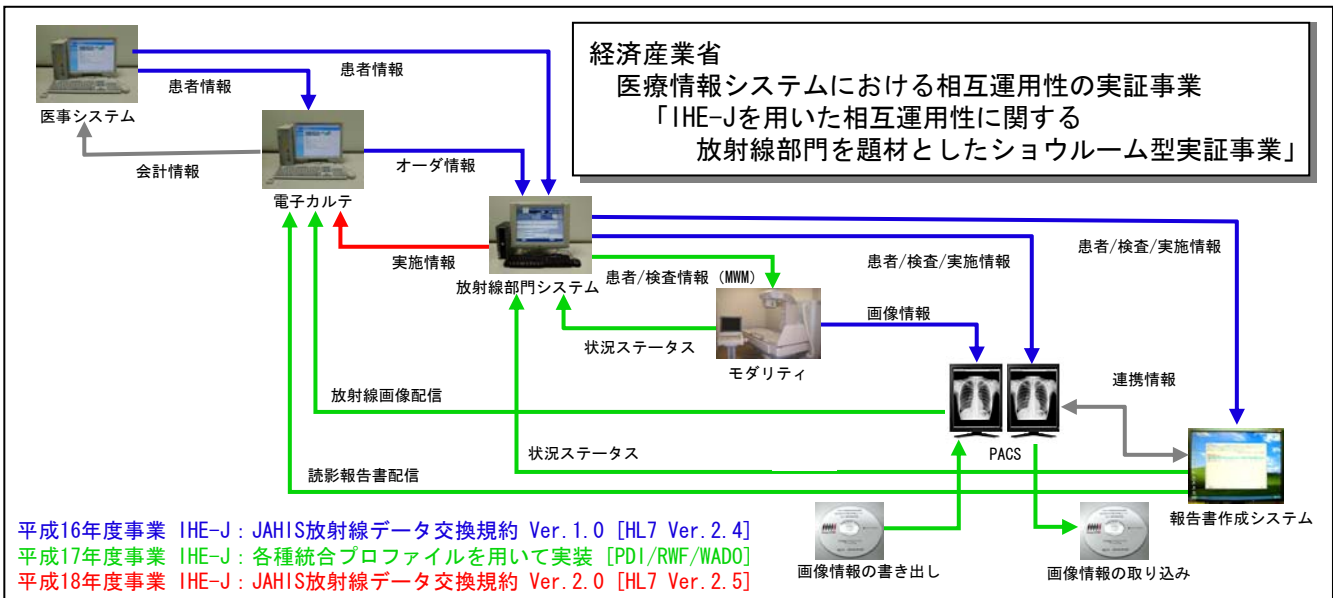 経済産業省
医療情報システムにおける相互運用性の実証事業
「IHE-Jを用いた相互運用性に関する
放射線部門を題材としたショウルーム型実証事業」
患者情報
患者情報
医事システム
会計情報
オーダ情報
電子カルテ
実施情報
放射線部門システム
患者/検査情報 (MWM)
患者/検査/実施情報
患者/検査/実施情報
画像情報
状況ステータス
モダリティ
連携情報
放射線画像配信
PACS
状況ステータス
読影報告書配信
報告書作成システム
画像情報の書き出し
画像情報の取り込み
平成16年度事業 IHE-J:JAHIS放射線データ交換規約 Ver.1.0 [HL7 Ver.2.4]
平成17年度事業 IHE-J:各種統合プロファイルを用いて実装 [PDI/RWF/WADO]
平成18年度事業 IHE-J:JAHIS放射線データ交換規約 Ver.2.0 [HL7 Ver.2.5]